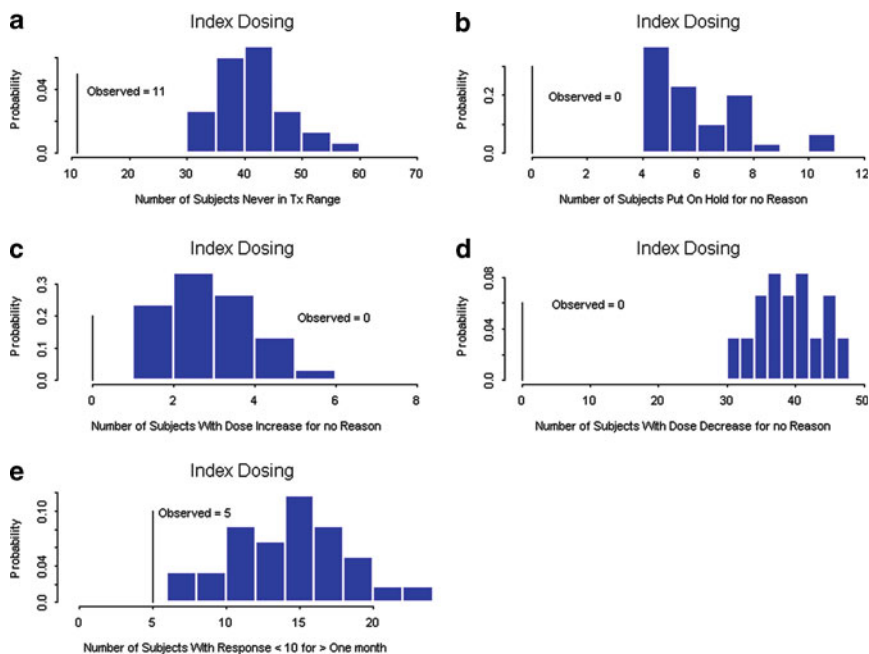 a
Index Dosing
Probability
0.04
0.0
Observed = 11
10 20 30 40 50 60 70
Number of Subjects Never in Tx Range
b
Index Dosing
Probability
0.2
0.0
Observed = 0
0 2 4 6 8 10 12
Number of Subjects Put On Hold for no Reason
c
Index Dosing
Probability
0.3
0.2
0.1
0.0
Observed = 0
0 2 4 6 8
Number of Subjects With Dose Increase for no Reason
d
Index Dosing
Probability
0.08
0.04
0.0
Observed = 0
0 10 20 30 40 50
Number of Subjects With Dose Decrease for no Reason
e
Index Dosing
Probability
0.10
0.04
0.0
Observed = 5
0 5 10 15 20
Number of Subjects With Response < 10 for > One month